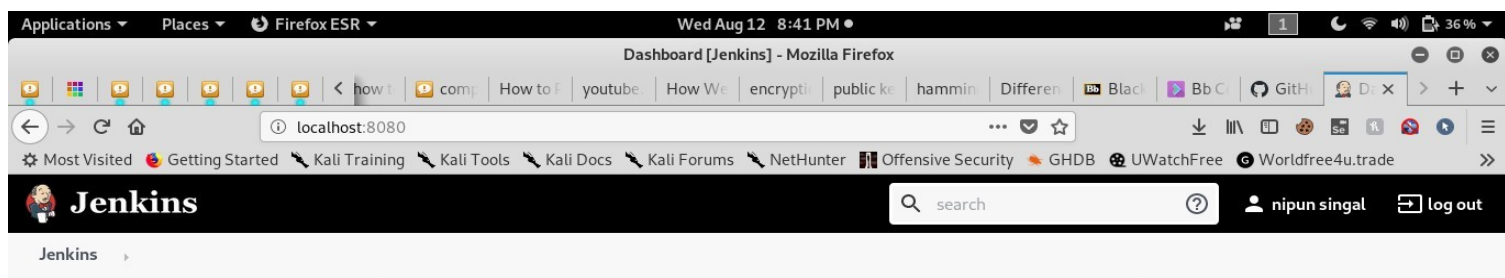 Applications Places Firefox ESR Wed Aug 12 8:41 PM 1 36 %
Dashboard [Jenkins] - Mozilla Firefox
how t comp How to youtube. How We encryptio public ke hammin Differen Bb Black Bb C GitH
localhost:8080
Most Visited Getting Started Kali Training Kali Tools Kali Docs Kali Forums NetHunter Offensive Security GHDB UWatchFree Worldfree4u.trade
Jenkins search nipun singal log out
Jenkins